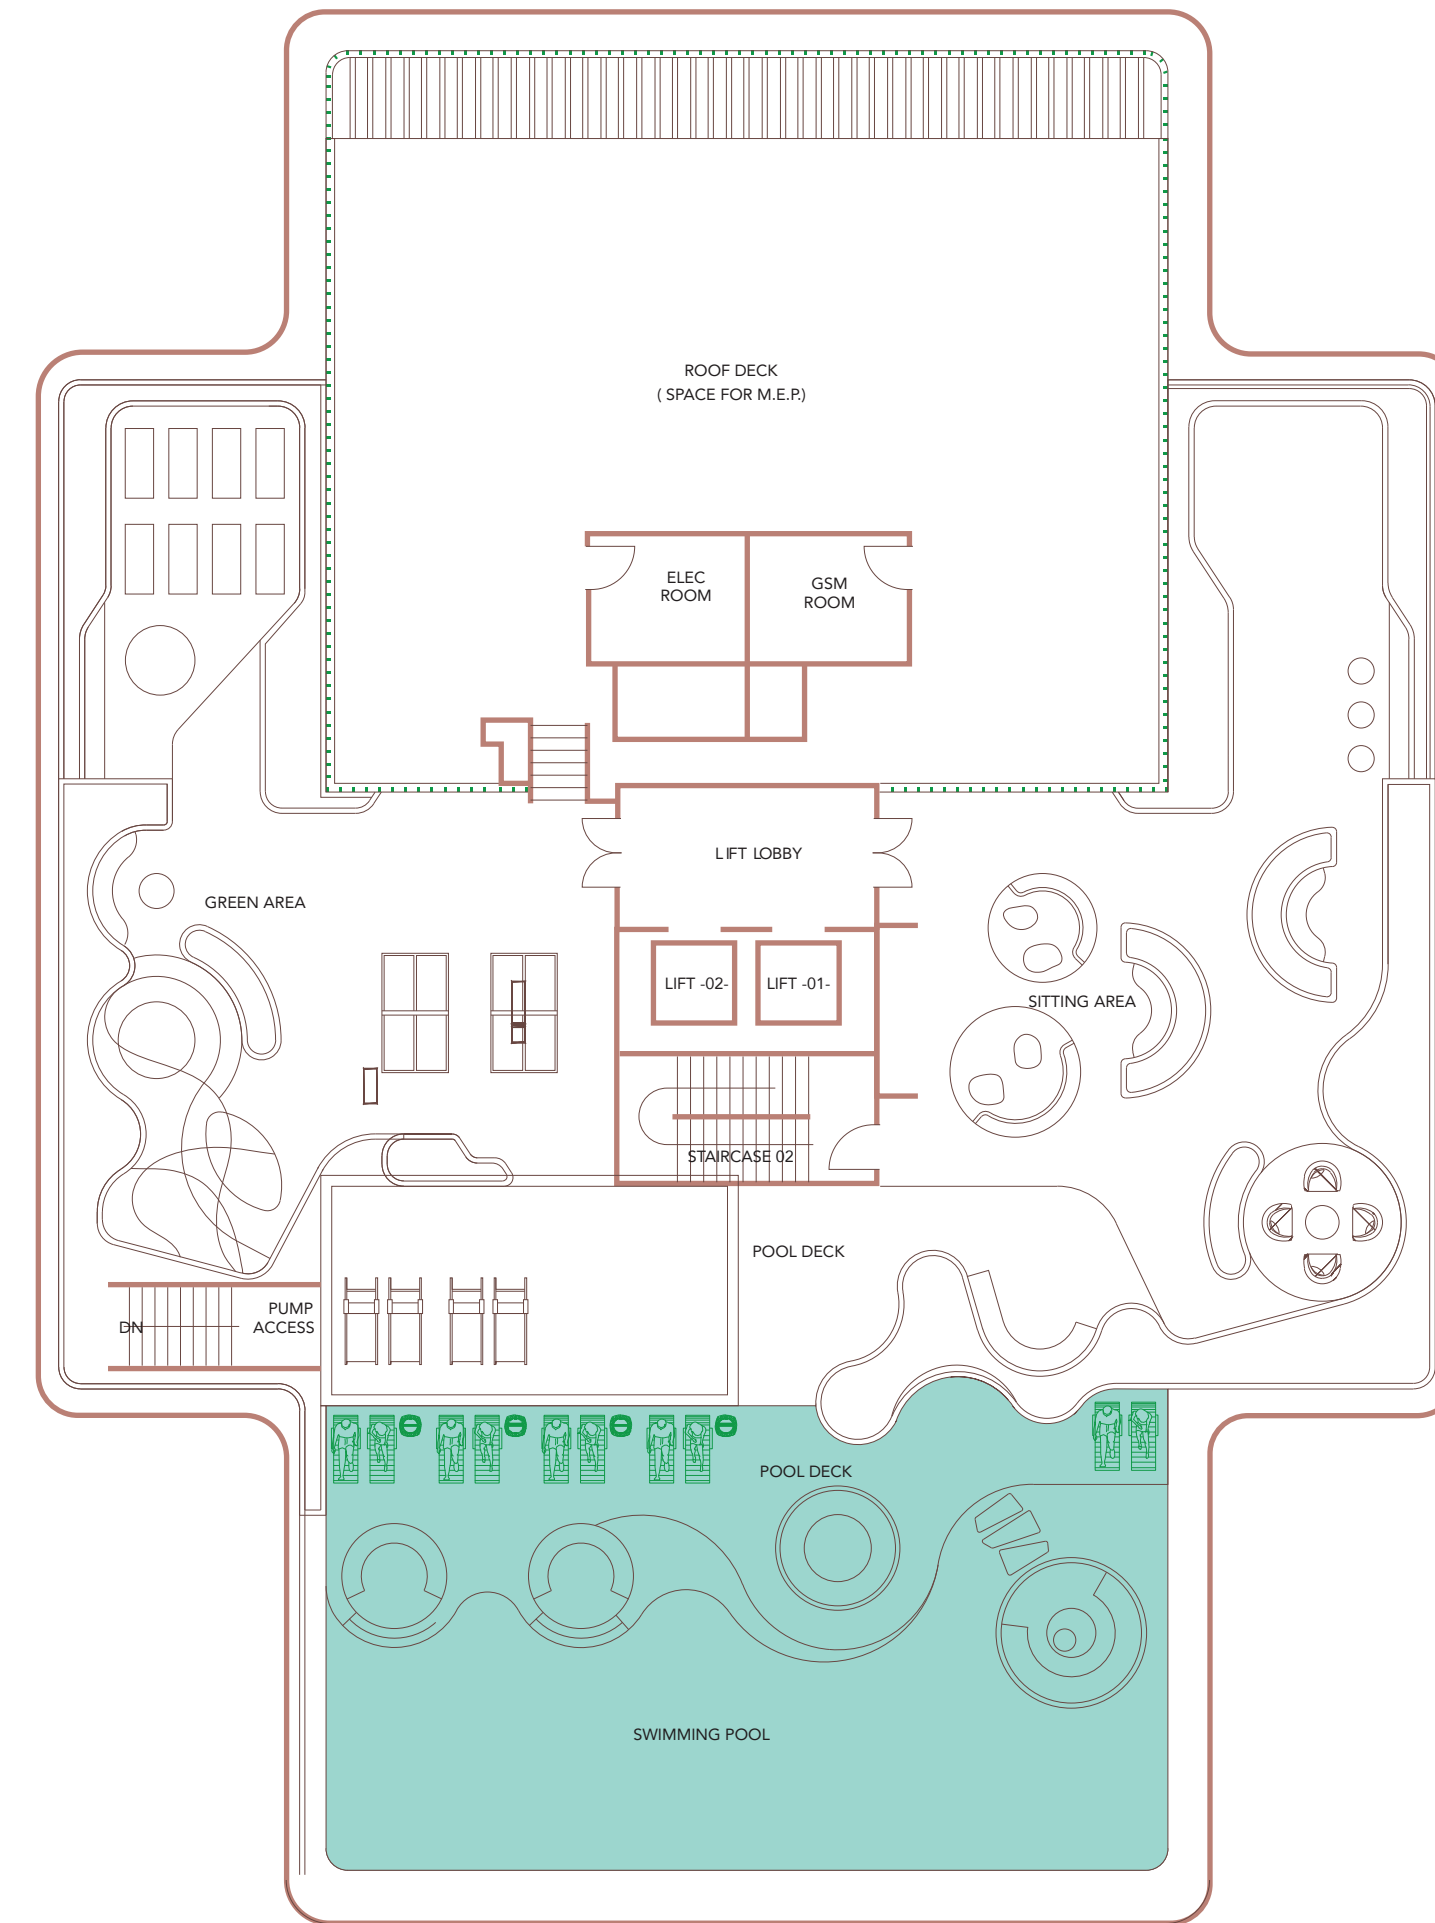 ROOF DECK
( SPACE FOR M.E.P.)
ELEC
ROOM
GSM
ROOM
LIFT LOBBY
GREEN AREA
LIFT -02-
LIFT -01-
SITTING AREA
STAIRCASE 02
POOL DECK
PUMP
ACCESS
DN
POOL DECK
SWIMMING POOL